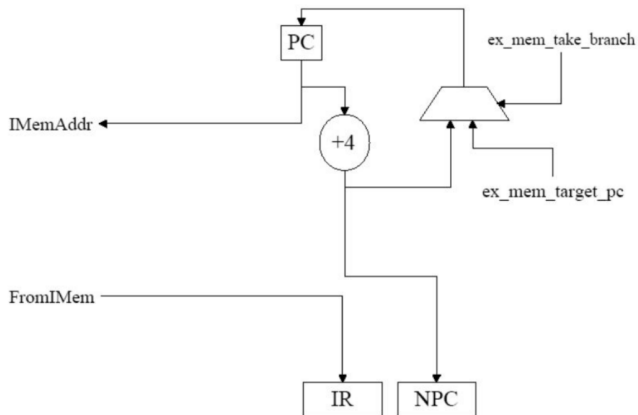 PC
ex_mem_take_branch
IMemAddr
+4
ex_mem_target_pc
FromIMem
IR
NPC